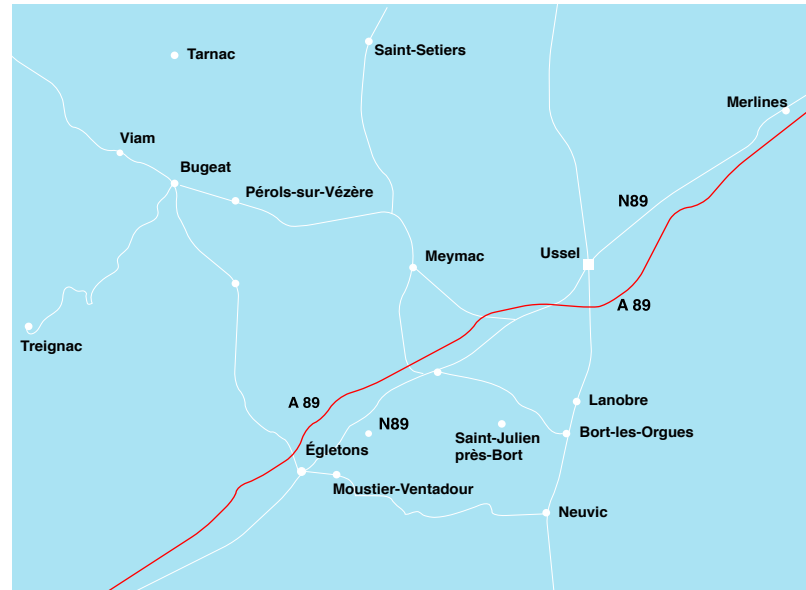 Tarnac
Saint-Setiers
Merlines
Viam
Bugeat
Pérols-sur-Vézère
N89
Meymac
Ussel
A 89
Treignac
A 89
Lanobre
N89
Saint-Julien
près-Bort
Bort-les-Orgues
Égletons
Moustier-Ventadour
Neuvic